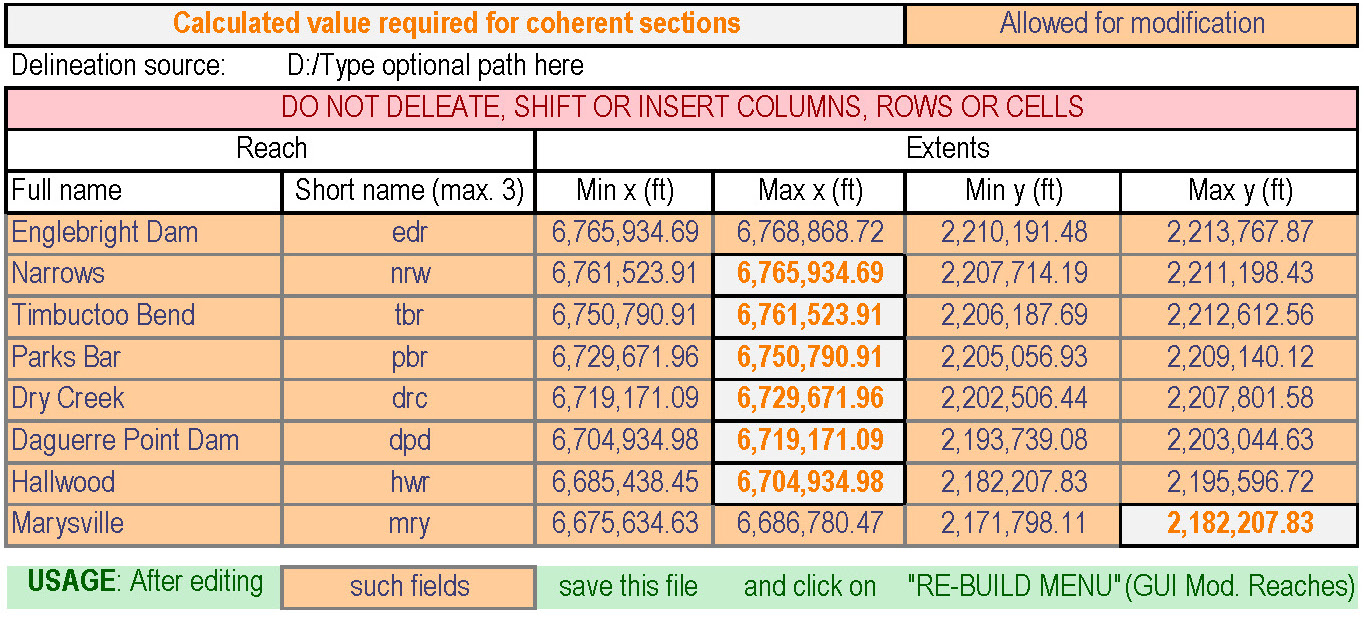 Calculated value required for coherent sections Allowed for modification
Delineation source: D:/Type optional path here
DO NOT DELEATE, SHIFT OR INSERT COLUMNS, ROWS OR CELLS
Reach Extents
Full name Short name (max. 3) Min x (ft) Max x (ft) Min y (ft) Max y (ft)
Englebright Dam edr 6,765,934.69 6,768,868.72 2,210,191.48 2,213,767.87
Narrows nrw 6,761,523.91 6,765,934.69 2,207,714.19 2,211,198.43
Timbuctoo Bend tbr 6,750,790.91 6,761,523.91 2,206,187.69 2,212,612.56
Parks Bar pbr 6,729,671.96 6,750,790.91 2,205,056.93 2,209,140.12
Dry Creek drc 6,719,171.09 6,729,671.96 2,202,506.44 2,207,801.58
Daguerre Point Dam dpd 6,704,934.98 6,719,171.09 2,193,739.08 2,203,044.63
Hallwood hwr 6,685,438.45 6,704,934.98 2,182,207.83 2,195,596.72
Marysville mry 6,675,634.63 6,686,780.47 2,171,798.11 2,182,207.83
USAGE: After editing such fields save this file and click on "RE-BUILD MENU" (GUI Mod. Reaches)